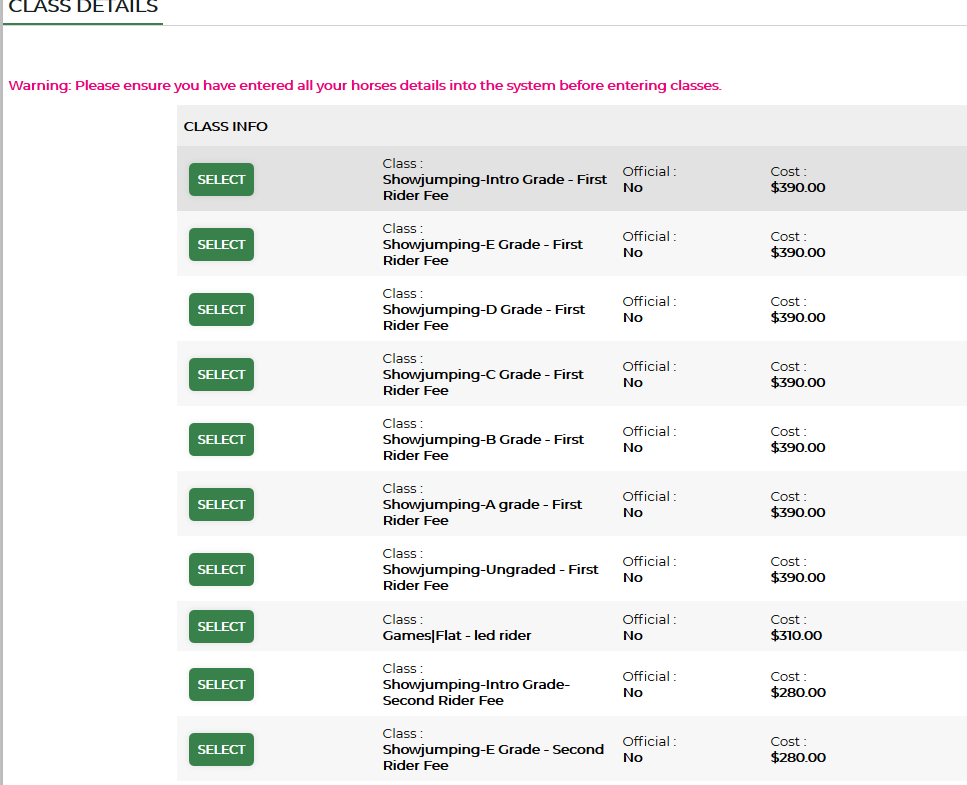 CLASS DETAILS
Warning: Please ensure you have entered all your horses details into the system before entering classes.
CLASS INFO
SELECT
Class :
Showjumping-Intro Grade - First
Rider Fee
Official :
No
Cost :
$390.00
SELECT
Class :
Showjumping-E Grade - First
Rider Fee
Official :
No
Cost :
$390.00
SELECT
Class :
Showjumping-D Grade - First
Rider Fee
Official :
No
Cost :
$390.00
SELECT
Class :
Showjumping-C Grade - First
Rider Fee
Official :
No
Cost :
$390.00
SELECT
Class :
Showjumping-B Grade - First
Rider Fee
Official :
No
Cost :
$390.00
SELECT
Class :
Showjumping-A grade - First
Rider Fee
Official :
No
Cost :
$390.00
SELECT
Class :
Showjumping-Ungraded - First
Rider Fee
Official :
No
Cost :
$390.00
SELECT
Class :
Games|Flat - led rider
Official :
No
Cost :
$310.00
SELECT
Class :
Showjumping-Intro Grade-
Second Rider Fee
Official :
No
Cost :
$280.00
SELECT
Class :
Showjumping-E Grade - Second
Rider Fee
Official :
No
Cost :
$280.00